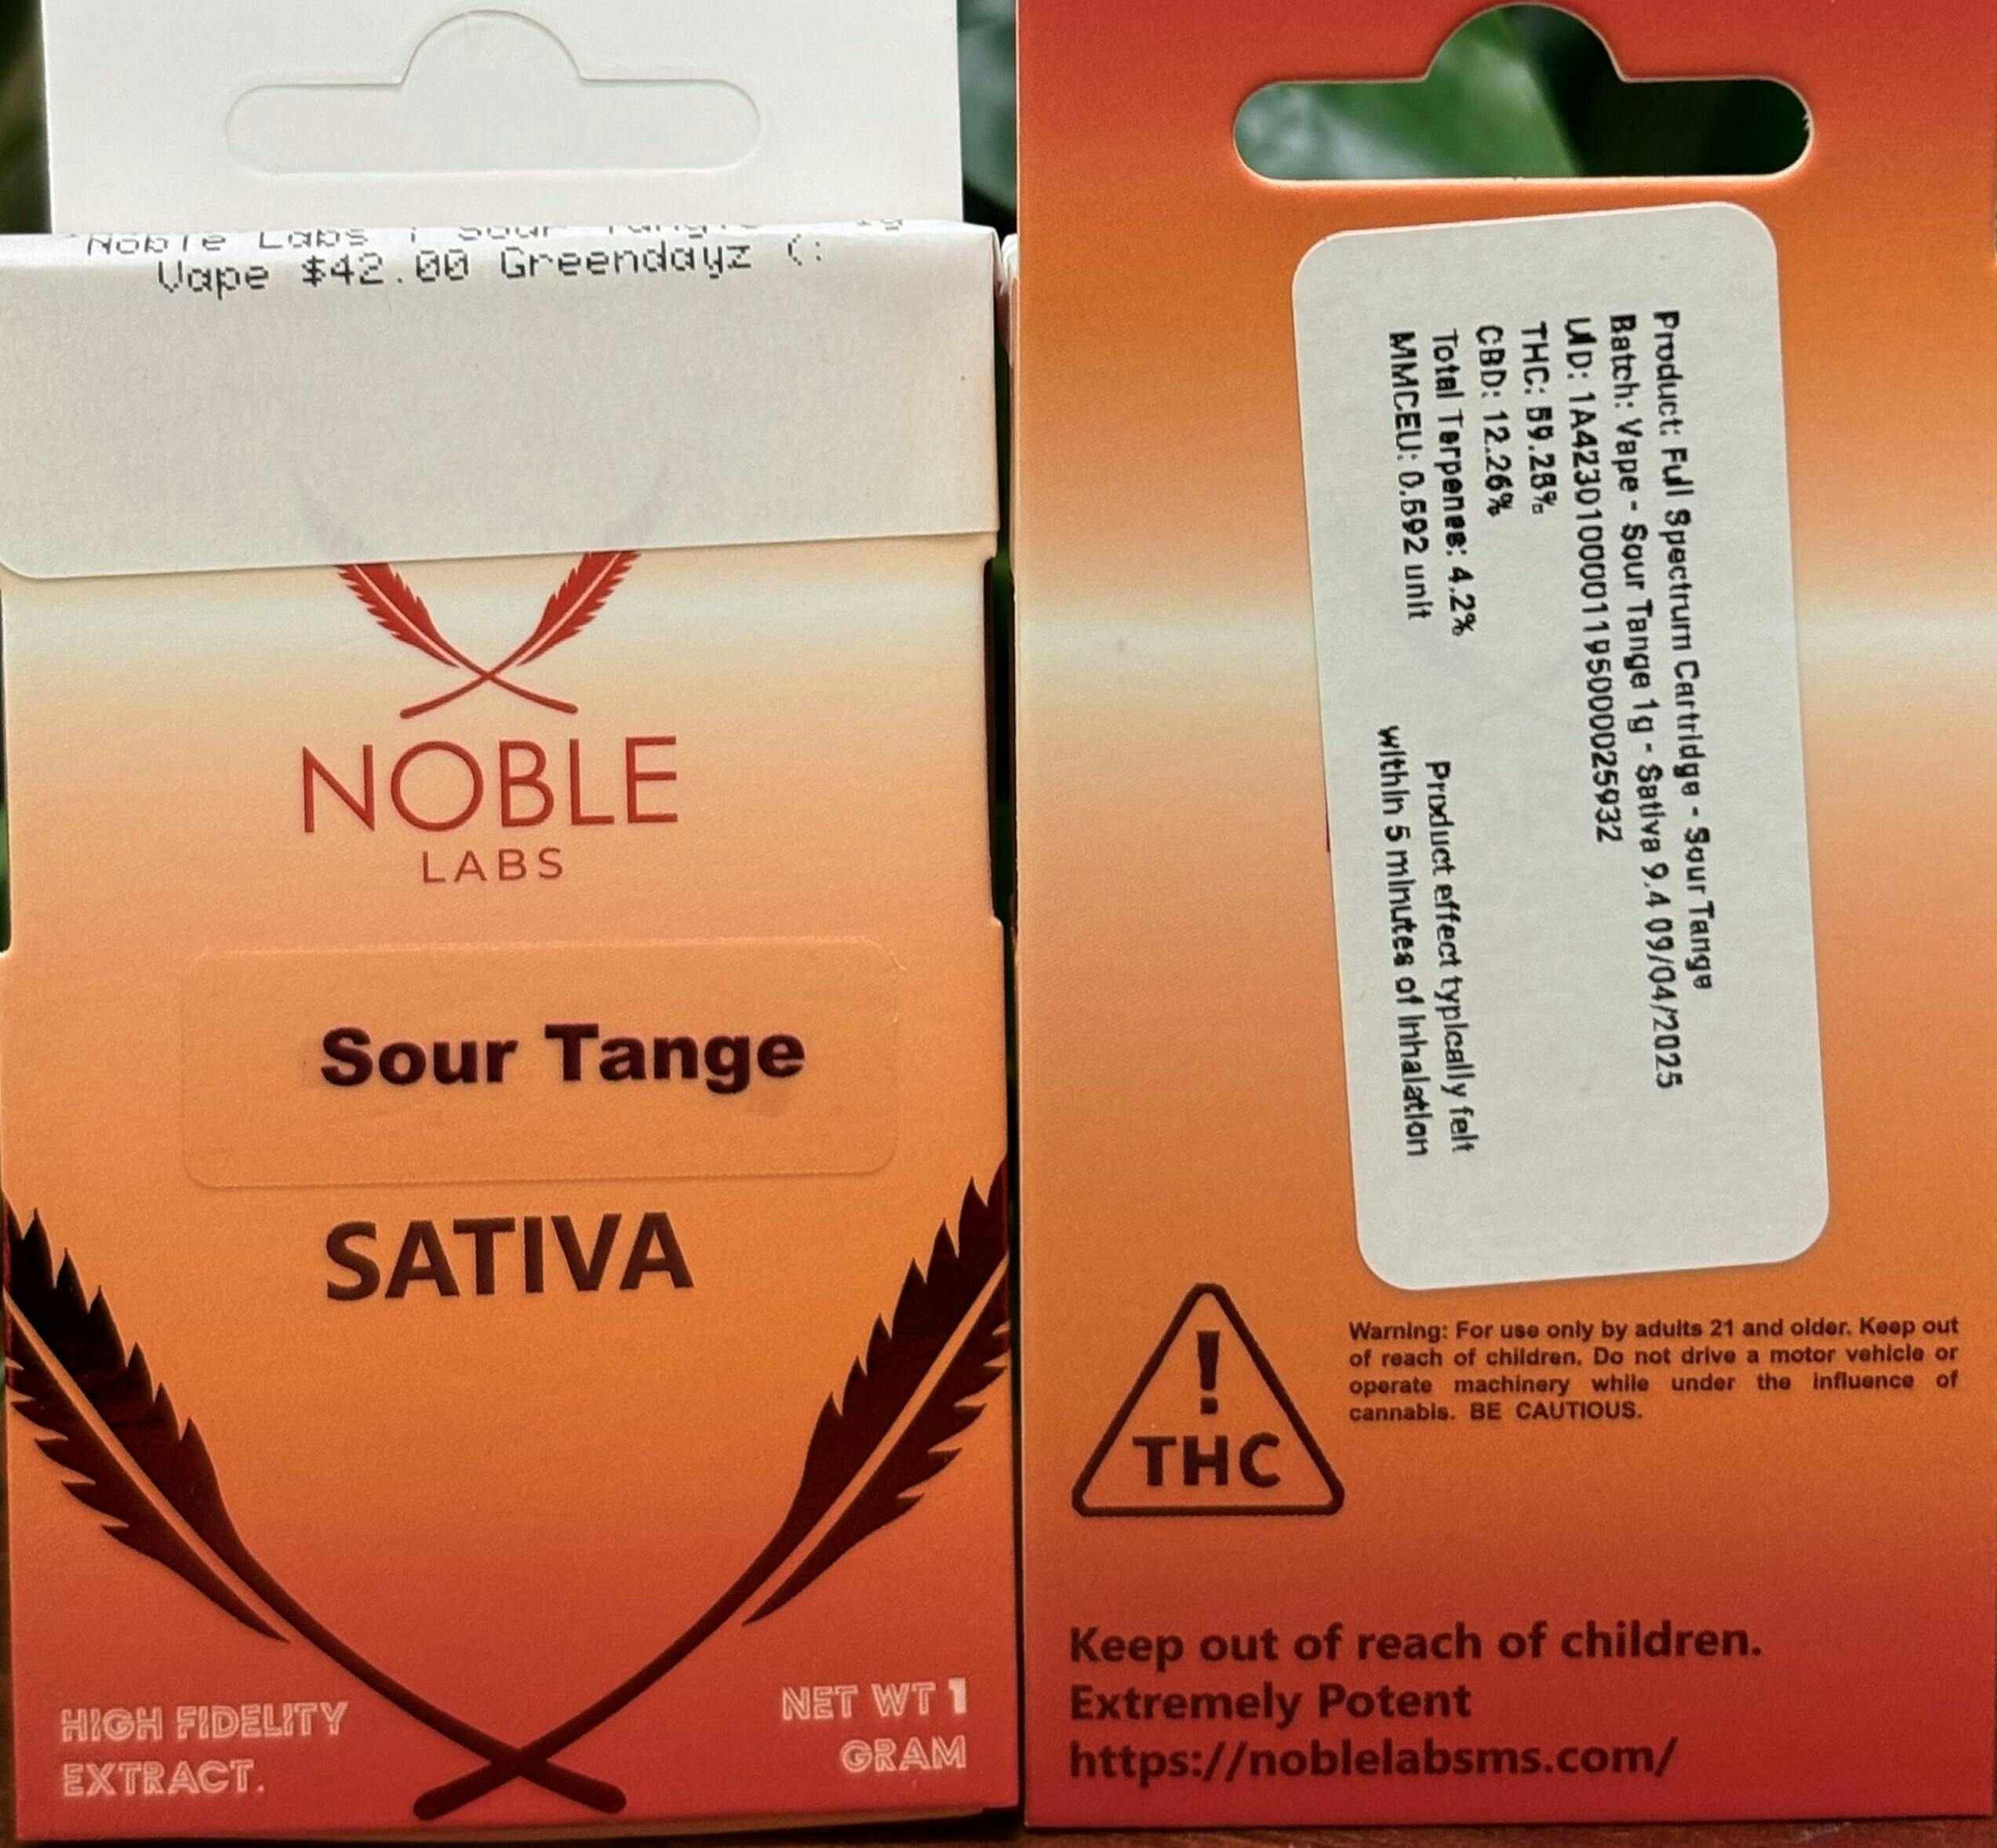 Noble Labs | Sour Tangie 1g
Vape $42.00 Greendayz (:
NOBLE
LABS
Sour Tange
SATIVA
HIGH FIDELITY
EXTRACT.
NET WT 1
GRAM
Product: Full Spectrum Cartridge - Sour Tange
Batch: Vape - Sour Tange 1g - Sativa 9.4 09/04/2025
UID: 1A4230100001195000025932
THC: 59.28%
CBD: 12.26%
Total Terpenes: 4.2%
MMCEU: 0.592 unit
Product effect typically felt
within 5 minutes of inhalation
!
THC
Warning: For use only by adults 21 and older. Keep out
of reach of children. Do not drive a motor vehicle or
operate machinery while under the influence of
cannabis. BE CAUTIOUS.
Keep out of reach of children.
Extremely Potent
https://noblelabsms.com/